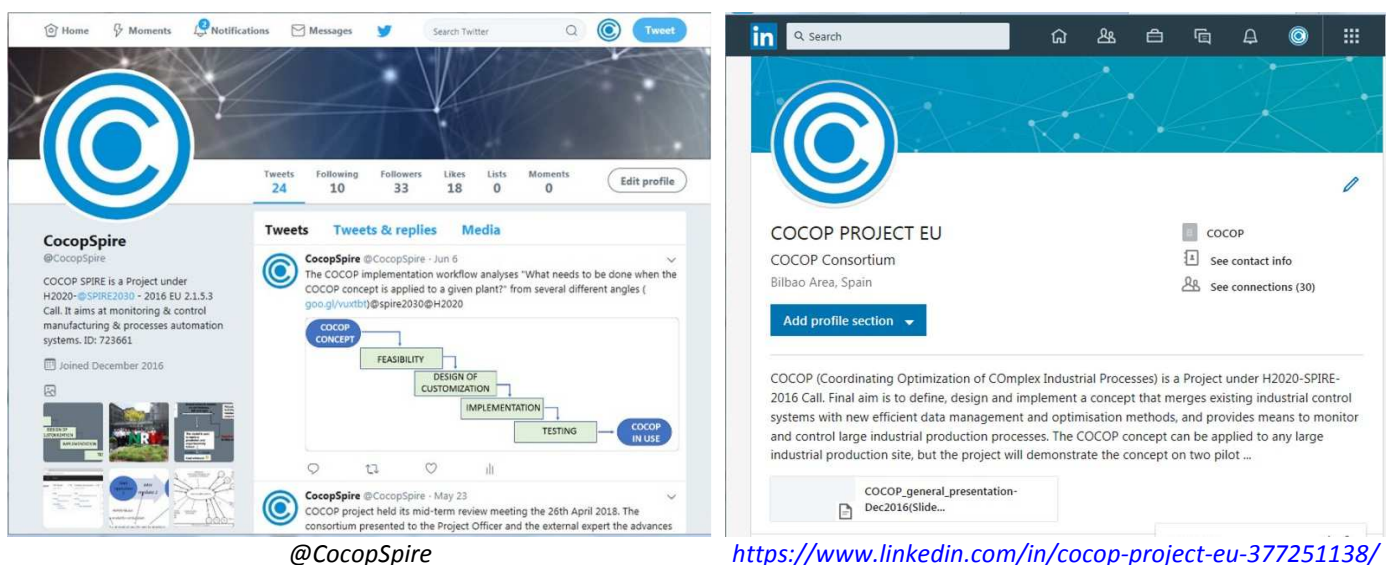 Home Moments Notifications Messages Search Twitter Tweet
2
Tweets Following Followers Likes Lists Moments
24 10 33 18 0 0
Edit profile
CocopSpire
@CocopSpire
COCOP SPIRE is a Project under
H2020-@SPIRE2030 - 2016 EU 2.1.5.3
Call. It aims at monitoring & control
manufacturing & processes automation
systems. ID: 723661
Joined December 2016
Tweets Tweets & replies Media
CocopSpire @CocopSpire · Jun 6
The COCOP implementation workflow analyses "What needs to be done when the
COCOP concept is applied to a given plant?" from several different angles (
goo.gl/vuxtbt)@spire2030@H2020
COCOP
CONCEPT
FEASIBILITY
DESIGN OF
CUSTOMIZATION
IMPLEMENTATION
TESTING
COCOP
IN USE
CocopSpire @CocopSpire · May 23
COCOP project held its mid-term review meeting the 26th April 2018. The
consortium presented to the Project Officer and the external expert the advances
@CocopSpire
in Search
COCOP PROJECT EU
COCOP Consortium
Bilbao Area, Spain
Add profile section
COCOP
See contact info
See connections (30)
COCOP (Coordinating Optimization of COmplex Industrial Processes) is a Project under H2020-SPIRE-
2016 Call. Final aim is to define, design and implement a concept that merges existing industrial control
systems with new efficient data management and optimisation methods, and provides means to monitor
and control large industrial production processes. The COCOP concept can be applied to any large
industrial production site, but the project will demonstrate the concept on two pilot ...
COCOP_general_presentation-
Dec2016(Slide...
https://www.linkedin.com/in/cocop-project-eu-377251138/